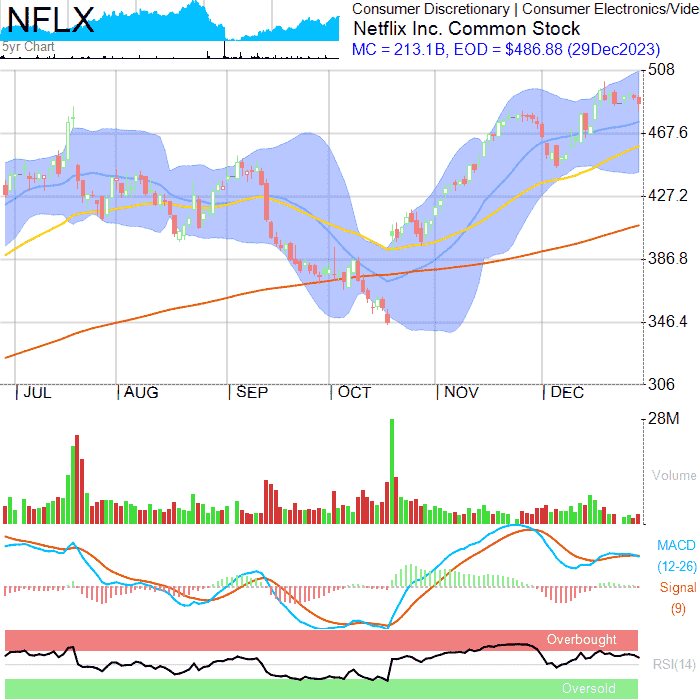 NFLX
5yr Chart
Consumer Discretionary | Consumer Electronics/Vide
Netflix Inc. Common Stock
MC = 213.1B, EOD = $486.88 (29Dec2023)
508
467.6
427.2
386.8
346.4
306
JUL AUG SEP OCT NOV DEC
28M
Volume
MACD
(12-26)
Signal
(9)
Overbought
RSI(14)
Oversold